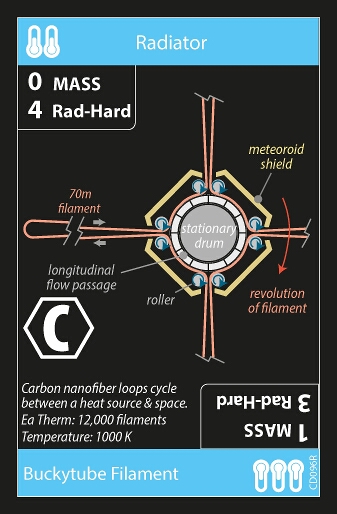 Radiator
0 MASS
4 Rad-Hard
meteoroid
shield
70m
filament
stationary
drum
longitudinal
flow passage
roller
revolution
of filament
C
Carbon nanofiber loops cycle
between a heat source & space.
Ea Therm: 12,000 filaments
Temperature: 1000 K
1 MASS
3 Rad-Hard
Buckytube Filament
CD096R